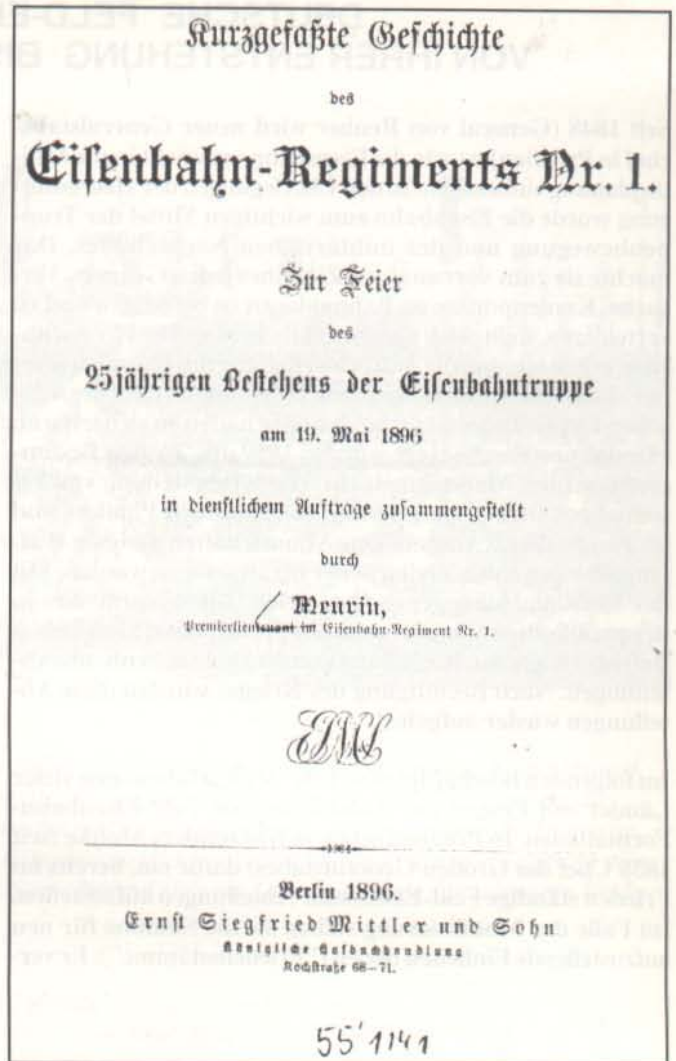 Kurzgefaßte Geschichte
des
Eisenbahn-Regiments Nr. 1.
Zur Feier
des
25jährigen Bestehens der Eisenbahntruppe
am 19. Mai 1896
in dienstlichem Auftrage zusammengestellt
durch
Meurin,
Premierlieutenant im Eisenbahn-Regiment Nr. 1.
ESMS
Berlin 1896.
Ernst Siegfried Mittler und Sohn
Königliche Hofbuchhandlung
Kochstraße 68–71.
55' 1141